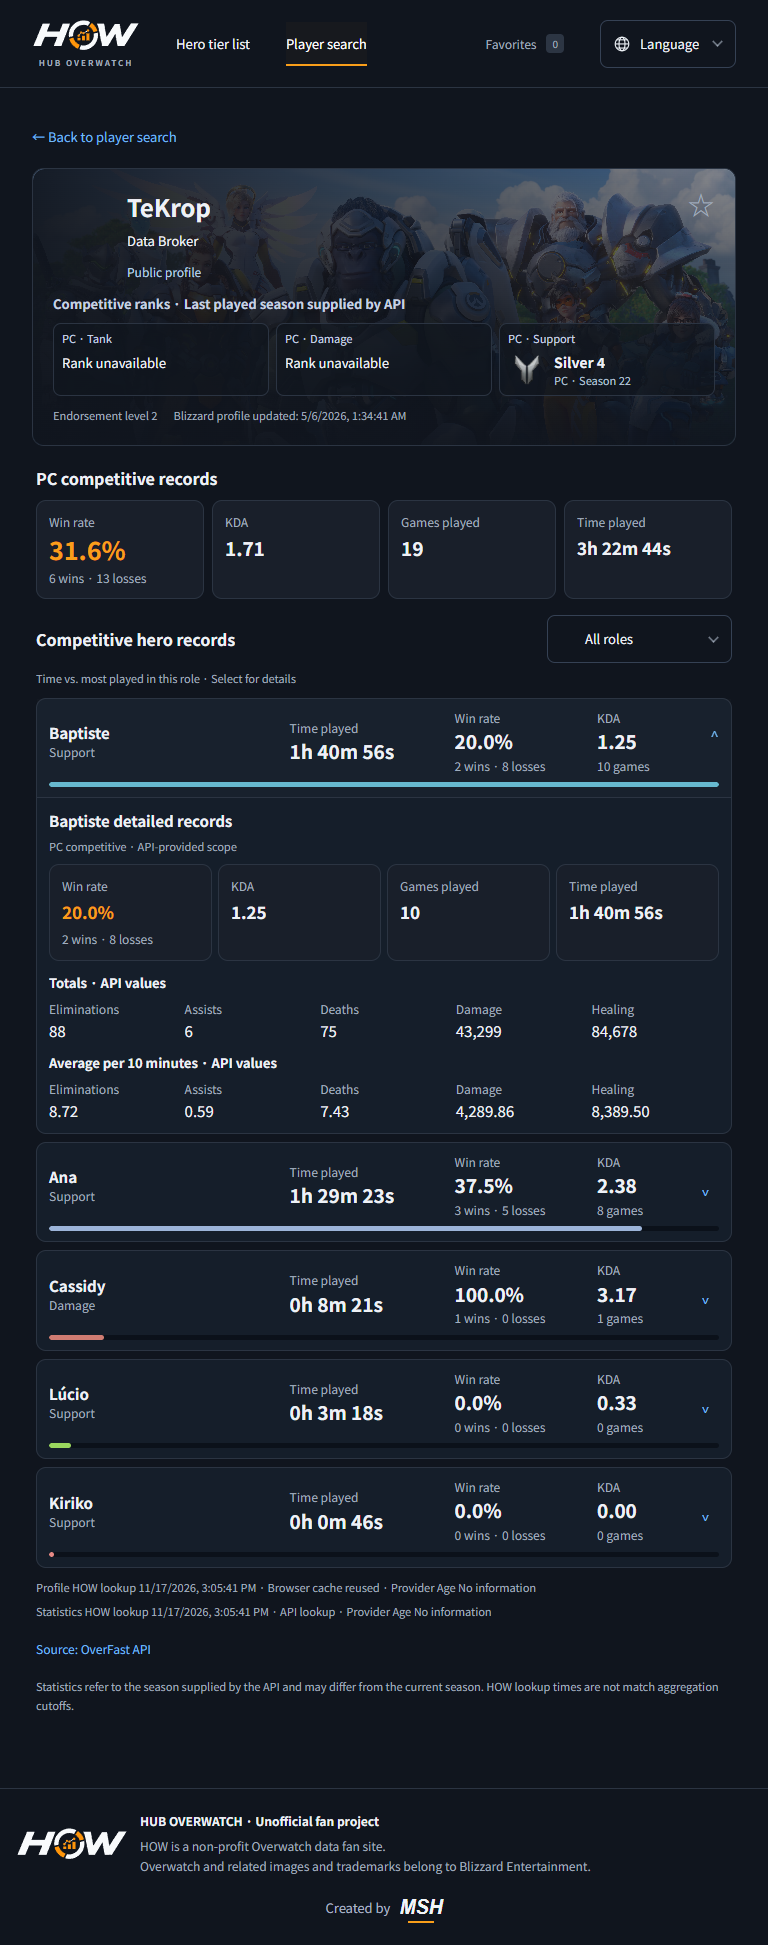 HOW
HUB OVERWATCH
Hero tier list
Player search
Favorites 0
Language
← Back to player search
TeKrop
Data Broker
Public profile
Competitive ranks · Last played season supplied by API
PC · Tank
Rank unavailable
PC · Damage
Rank unavailable
PC · Support
Silver 4
PC · Season 22
Endorsement level 2 Blizzard profile updated: 5/6/2026, 1:34:41 AM
PC competitive records
Win rate
31.6%
6 wins · 13 losses
KDA
1.71
Games played
19
Time played
3h 22m 44s
Competitive hero records
All roles
Time vs. most played in this role · Select for details
Baptiste
Support
Time played
1h 40m 56s
Win rate
20.0%
2 wins · 8 losses
KDA
1.25
10 games
Baptiste detailed records
PC competitive · API-provided scope
Win rate
20.0%
2 wins · 8 losses
KDA
1.25
Games played
10
Time played
1h 40m 56s
Totals · API values
Eliminations Assists Deaths Damage Healing
88 6 75 43,299 84,678
Average per 10 minutes · API values
Eliminations Assists Deaths Damage Healing
8.72 0.59 7.43 4,289.86 8,389.50
Ana
Support
Time played
1h 29m 23s
Win rate
37.5%
3 wins · 5 losses
KDA
2.38
8 games
Cassidy
Damage
Time played
0h 8m 21s
Win rate
100.0%
1 wins · 0 losses
KDA
3.17
1 games
Lúcio
Support
Time played
0h 3m 18s
Win rate
0.0%
0 wins · 0 losses
KDA
0.33
0 games
Kiriko
Support
Time played
0h 0m 46s
Win rate
0.0%
0 wins · 0 losses
KDA
0.00
0 games
Profile HOW lookup 11/17/2026, 3:05:41 PM · Browser cache reused · Provider Age No information
Statistics HOW lookup 11/17/2026, 3:05:41 PM · API lookup · Provider Age No information
Source: OverFast API
Statistics refer to the season supplied by the API and may differ from the current season. HOW lookup times are not match aggregation
cutoffs.
HOW
HUB OVERWATCH · Unofficial fan project
HOW is a non-profit Overwatch data fan site.
Overwatch and related images and trademarks belong to Blizzard Entertainment.
Created by MSH